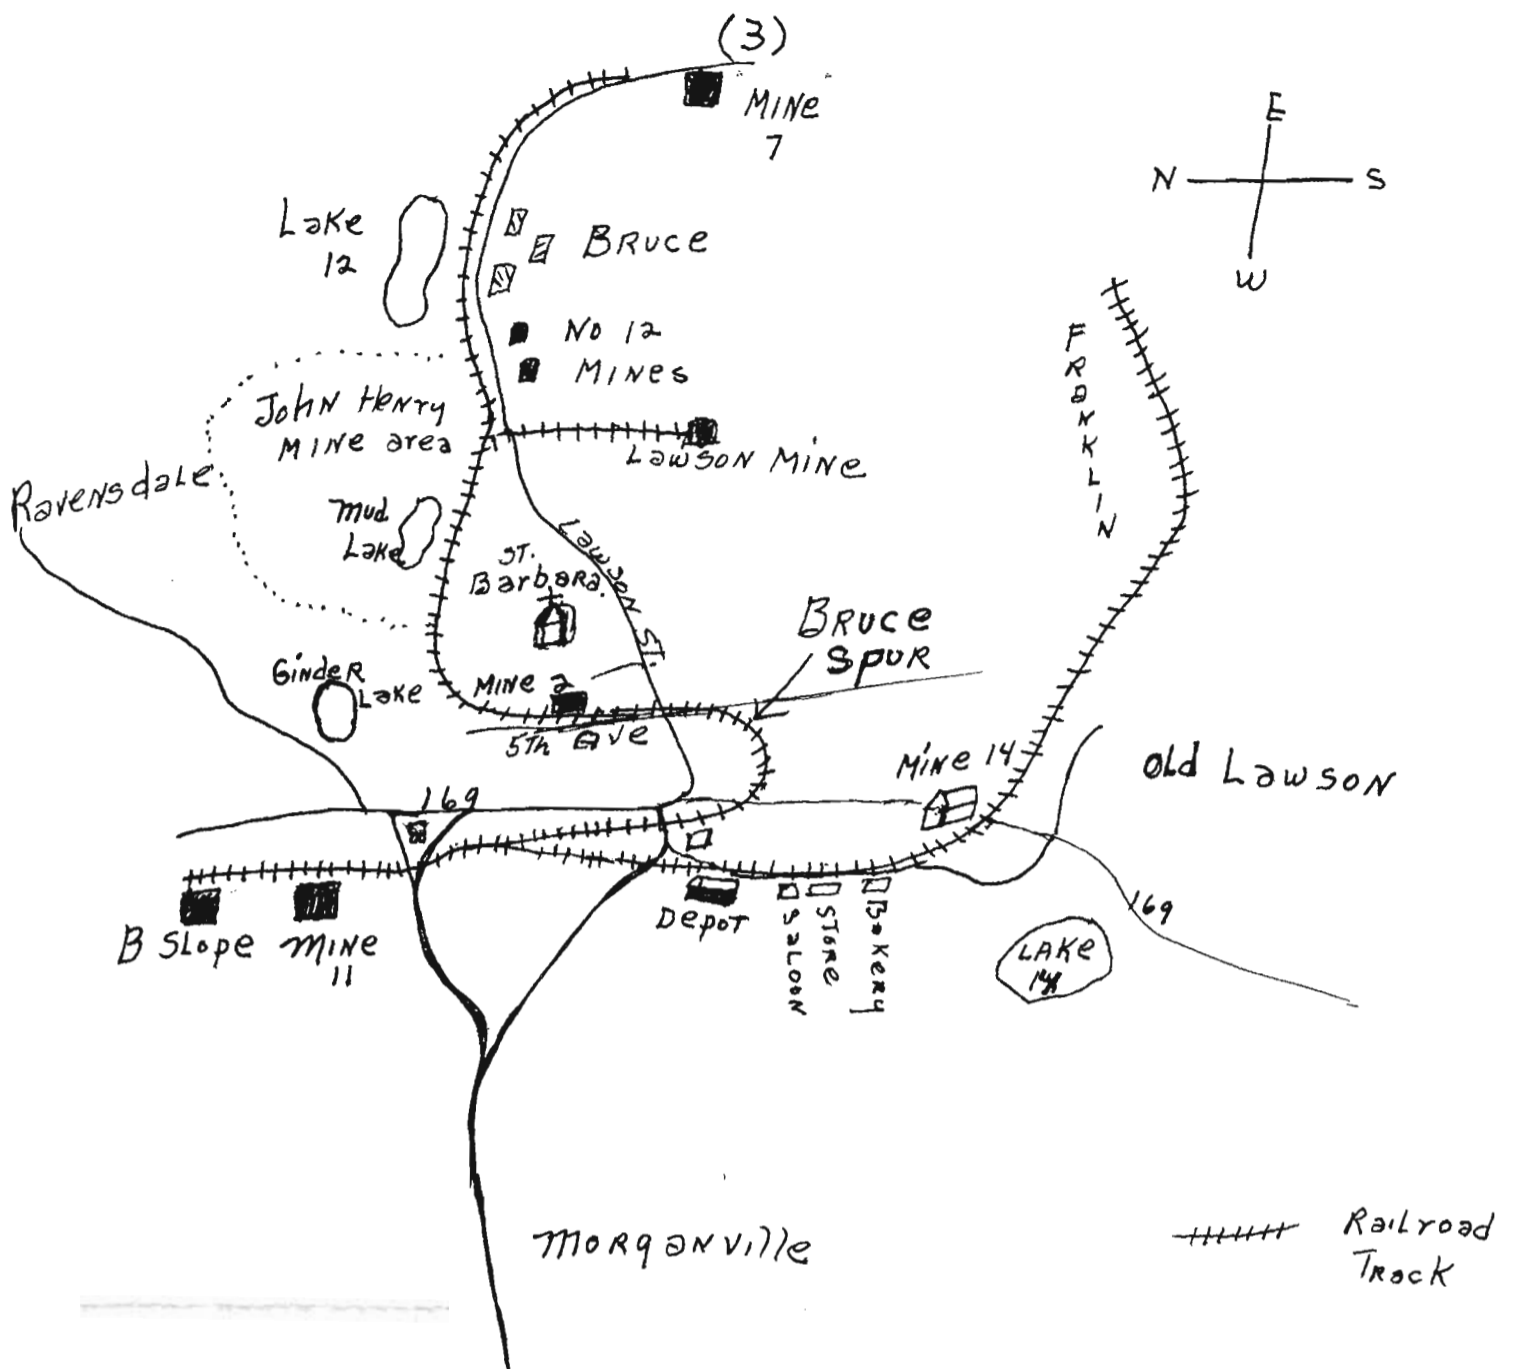 (3)
MINe
7
E
N S
W
Lake
12
BRUCe
No 12
MINes
FRANKLIN
John Henry
MINe area
Lawson Mine
Ravensdale
Mud
Lake
Lawson St.
ST.
Barbara.
BRUCe
SPUR
GindeR
Lake
MINe 2
5Th Ave
MiNe 14
OLd Lawson
169
169
B SLope
MINe
11
DepoT
SaLOON
STORe
BakeRy
LAKe
Morganville
RaiLroad
TRack